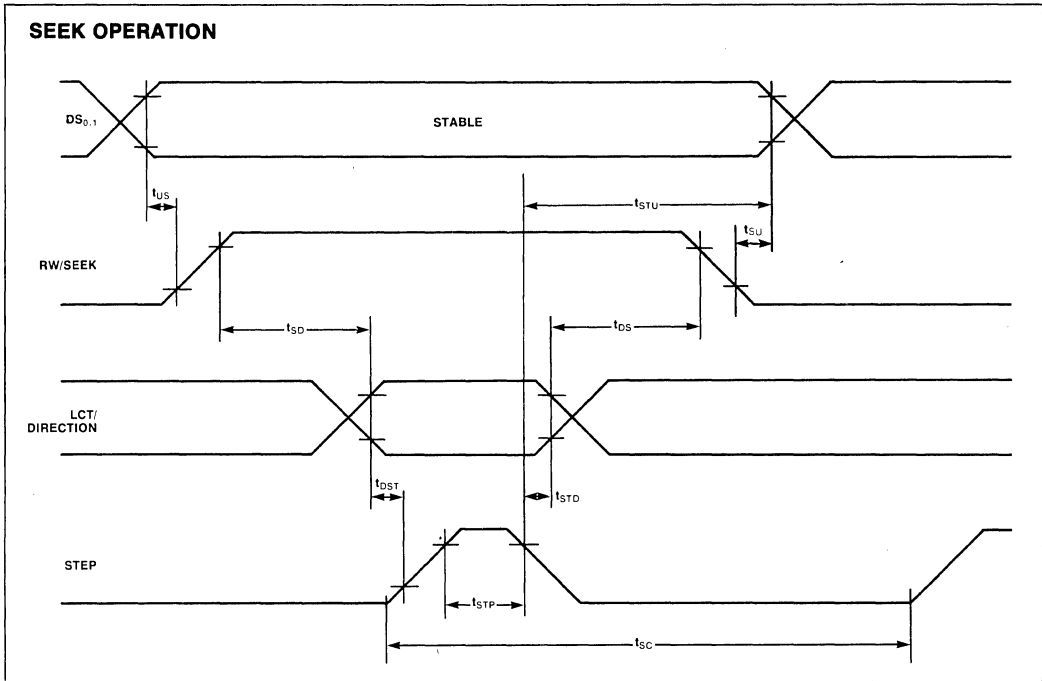 SEEK OPERATION
DS0,1
STABLE
tUS
tSTU
tSU
RW/SEEK
tSD
tDS
LCT/
DIRECTION
tDST
tSTD
STEP
tSTP
tSC